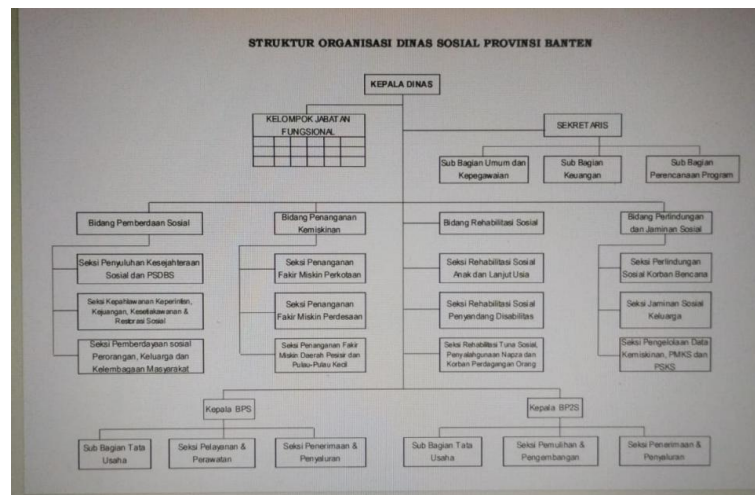 STRUKTUR ORGANISASI DINAS SOSIAL PROVINSI BANTEN
KEPALA DINAS
KELOMPOK JABATAN
FUNGSIONAL
SEKRETARIS
Sub Bagian Umum dan
Kepegawaian
Sub Bagian
Keuangan
Sub Bagian
Perencanaan Program
Bidang Pemberdaan Sosial
Bidang Penanganan
Kemiskinan
Bidang Rehabilitasi Sosial
Bidang Perlindungan
dan Jaminan Sosial
Seksi Penyuluhan Kesejahteraan
Sosial dan PSDBS
Seksi Penanganan
Fakir Miskin Perkotaan
Seksi Rehabilitasi Sosial
Anak dan Lanjut Usia
Seksi Perlindungan
Sosial Korban Bencana
Seksi Kepahlawanan Keperintan,
Kejuangan, Kesetiakawanan &
Restorasi Sosial
Seksi Penanganan
Fakir Miskin Perdesaan
Seksi Rehabilitasi Sosial
Penyandang Disabilitas
Seksi Jaminan Sosial
Keluarga
Seksi Pemberdayaan sosial
Perorangan, Keluarga dan
Kelembagaan Masyarakat
Seksi Penanganan Fakir
Miskin Daerah Pesisir dan
Pulau-Pulau Kecil
Seksi Rehabilitasi Tuna Sosial,
Penyalahgunaan Napza dan
Korban Perdagangan Orang
Seksi Pengelolaan Data
Kemiskinan, PMKS dan
PSKS
Kepala BPS
Kepala BP2S
Sub Bagian Tata
Usaha
Seksi Pelayanan &
Perawatan
Seksi Penerimaan &
Penyaluran
Sub Bagian Tata
Usaha
Seksi Pemulihan &
Pengembangan
Seksi Penerimaan &
Penyaluran